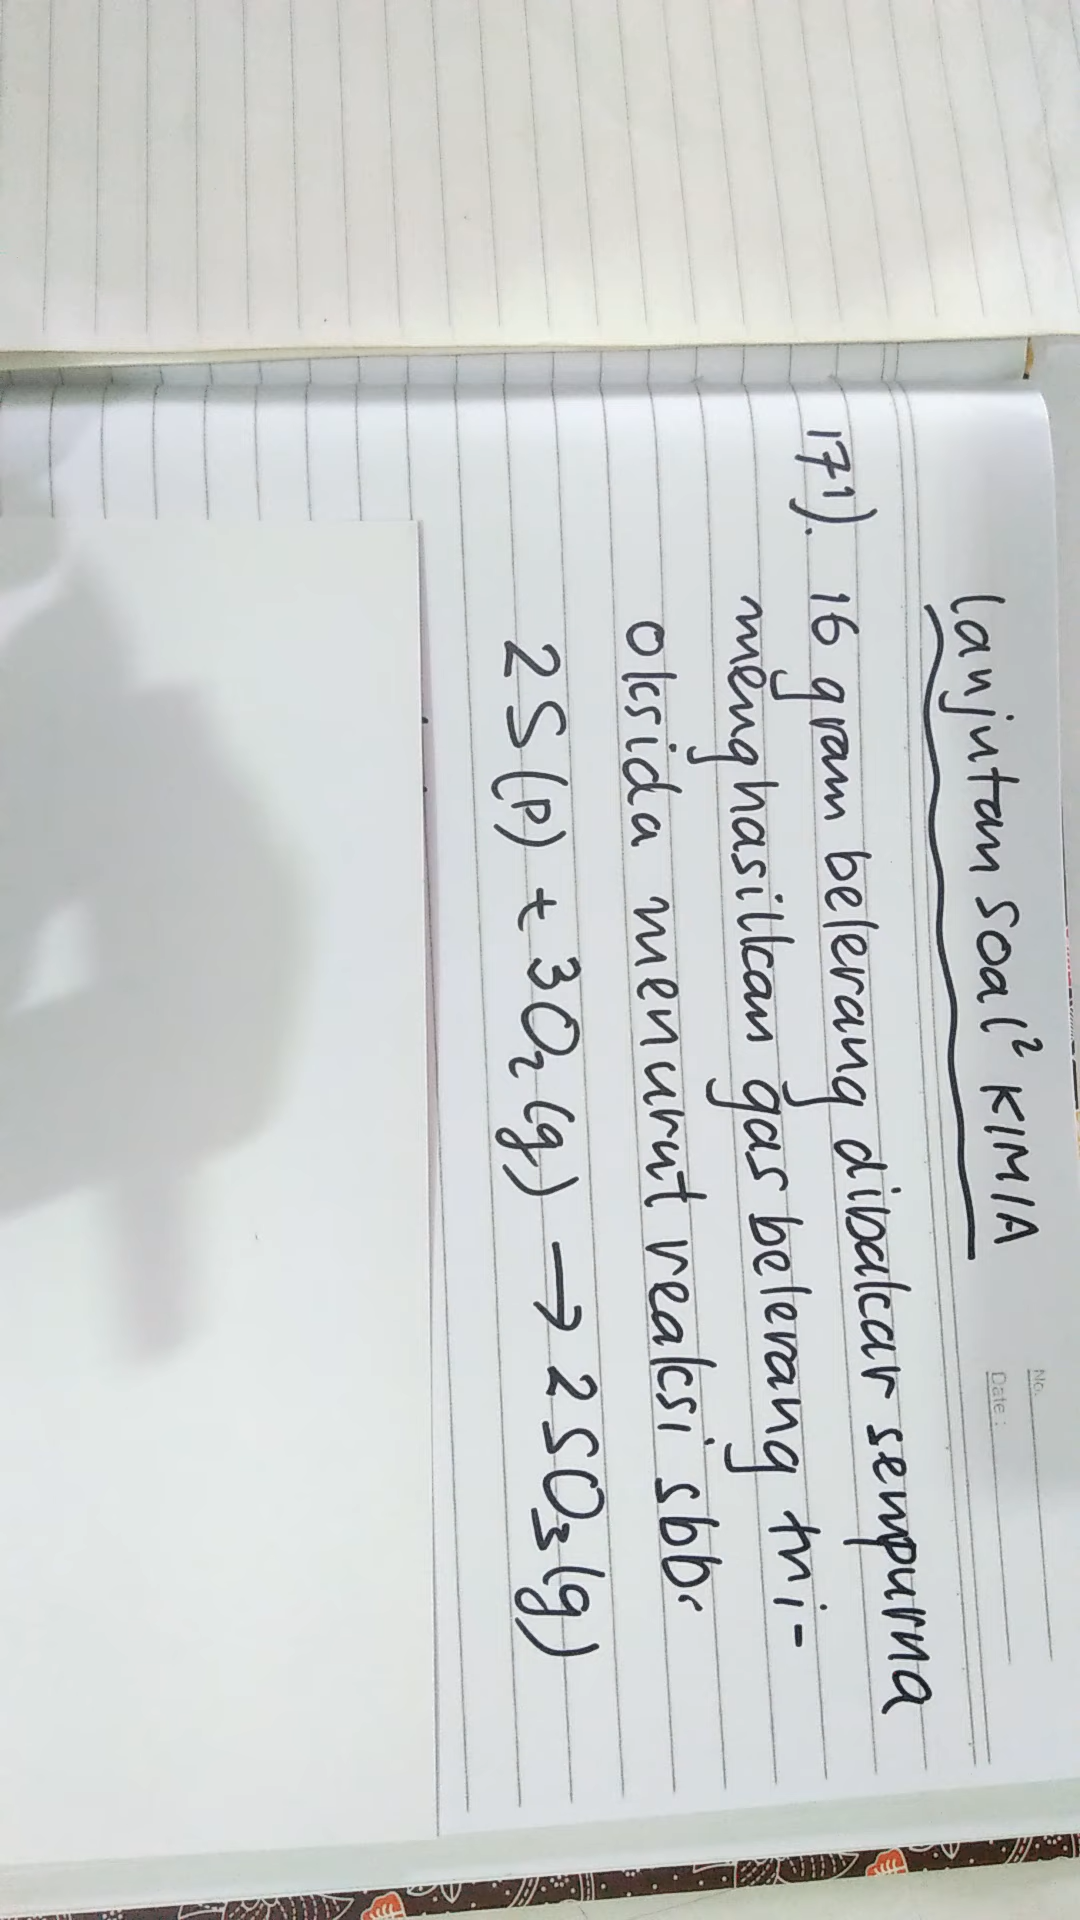 No.
Date :
Lanjutan soal² KIMIA
171). 16 gram belerang dibakar sempurna
menghasilkan gas belerang tri-
oksida menurut reaksi sbb:
2S(p) + 3O₂(g) → 2SO₃(g)